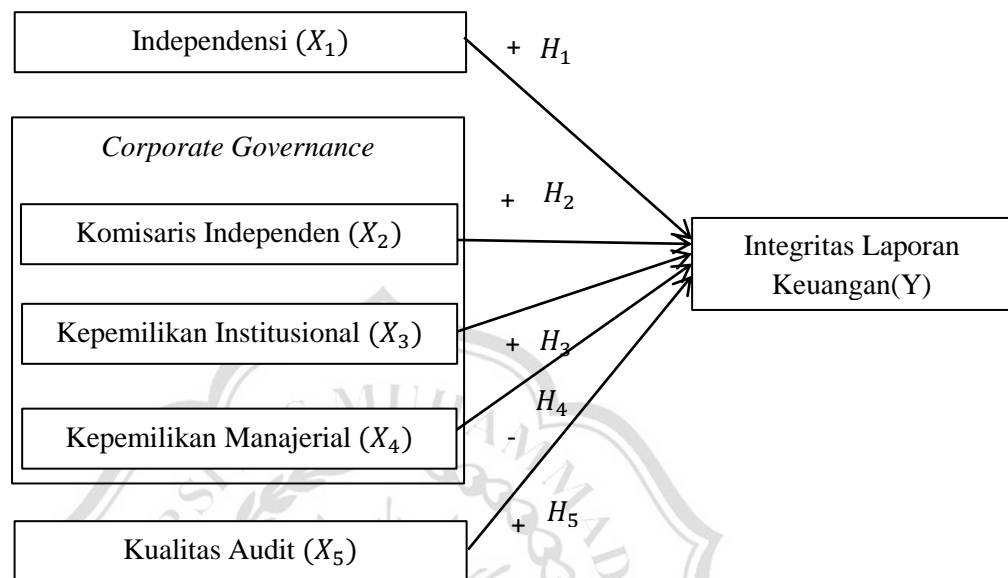 Independensi (X₁)
+ H₁
Corporate Governance
+ H₂
Komisaris Independen (X₂)
Integritas Laporan
Keuangan(Y)
Kepemilikan Institusional (X₃)
+ H₃
H₄
Kepemilikan Manajerial (X₄)
-
+ H₅
Kualitas Audit (X₅)